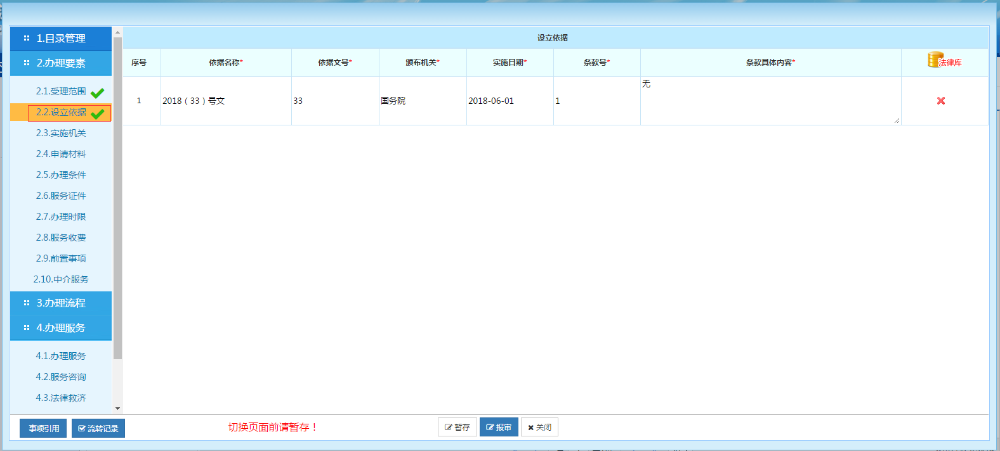 1.目录管理
2.办理要素
2.1.受理范围
2.2.设立依据
2.3.实施机关
2.4.申请材料
2.5.办理条件
2.6.服务证件
2.7.办理时限
2.8.服务收费
2.9.前置事项
2.10.中介服务
3.办理流程
4.办理服务
4.1.办理服务
4.2.服务咨询
4.3.法律救济
设立依据
序号 依据名称* 依据文号* 颁布机关* 实施日期* 条款号* 条款具体内容* 法律库
1 2018（33）号文 33 国务院 2018-06-01 1 无
事项引用 流转记录 切换页面前请暂存！ 暂存 报审 关闭